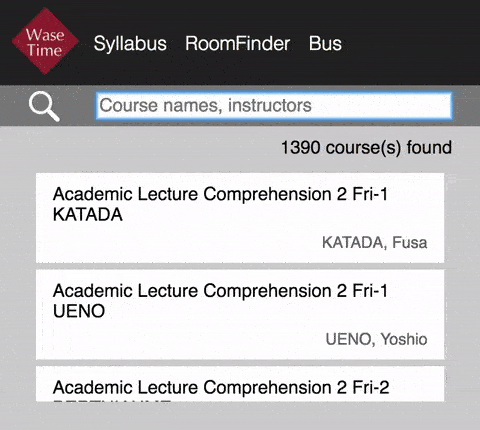 Wase
Time
Syllabus RoomFinder Bus
Course names, instructors
1390 course(s) found
Academic Lecture Comprehension 2 Fri-1
KATADA
KATADA, Fusa
Academic Lecture Comprehension 2 Fri-1
UENO
UENO, Yoshio
Academic Lecture Comprehension 2 Fri-2